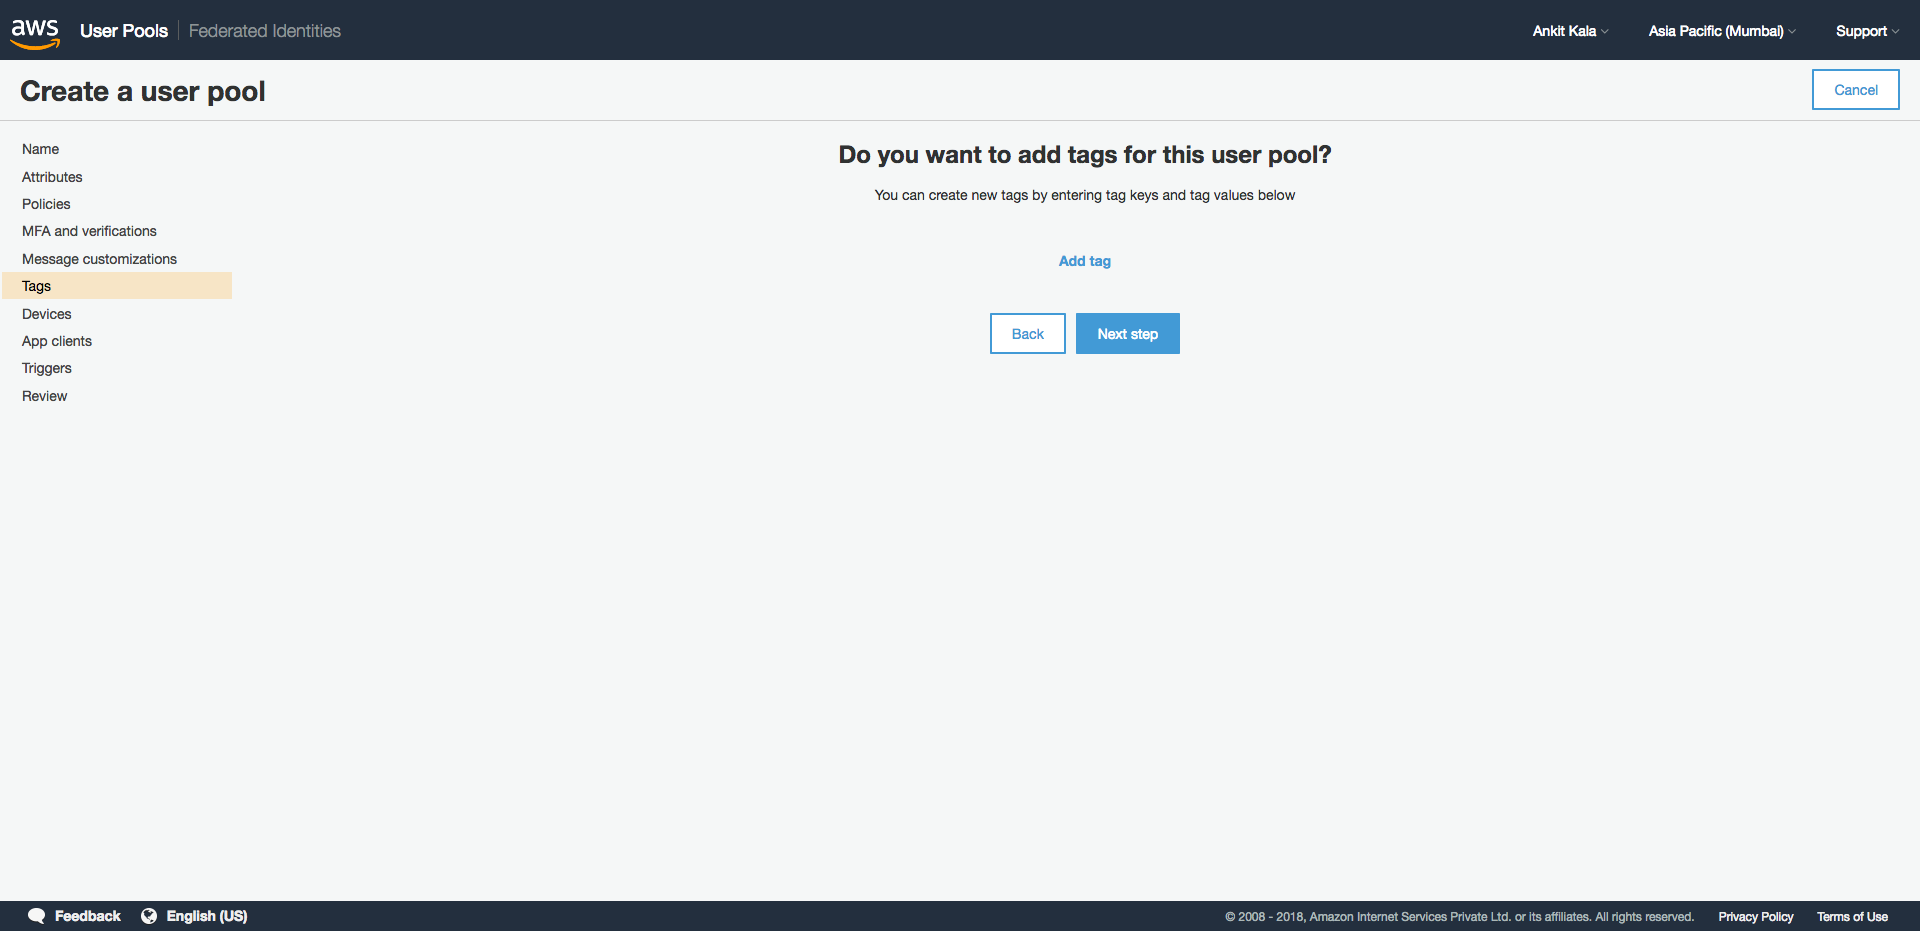 aws User Pools Federated Identities Ankit Kala Asia Pacific (Mumbai) Support
Create a user pool Cancel
Name
Attributes
Policies
MFA and verifications
Message customizations
Tags
Devices
App clients
Triggers
Review
Do you want to add tags for this user pool?
You can create new tags by entering tag keys and tag values below
Add tag
Back Next step
Feedback English (US) © 2008 - 2018, Amazon Internet Services Private Ltd. or its affiliates. All rights reserved. Privacy Policy Terms of Use